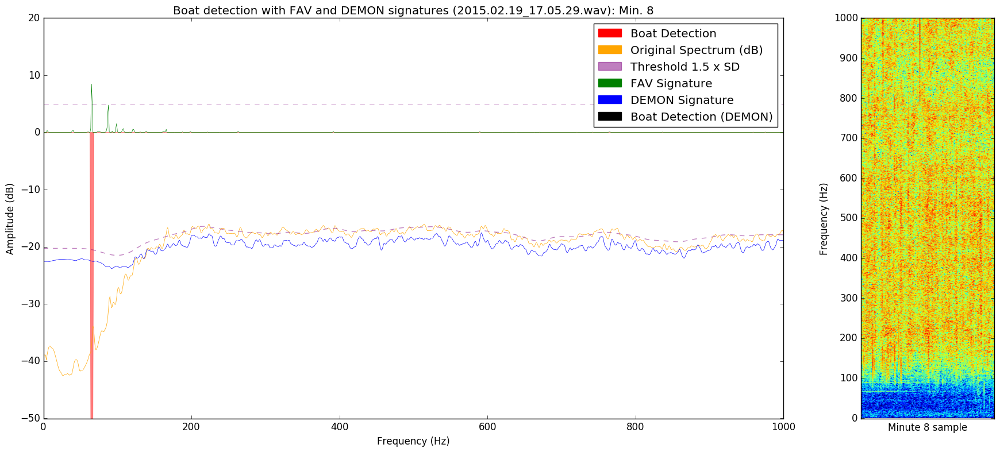 Boat detection with FAV and DEMON signatures (2015.02.19_17.05.29.wav): Min. 8
20
10
0
−10
−20
−30
−40
−50
Amplitude (dB)
0
200
400
600
800
1000
Frequency (Hz)
Boat Detection
Original Spectrum (dB)
Threshold 1.5 x SD
FAV Signature
DEMON Signature
Boat Detection (DEMON)
1000
900
800
700
600
500
400
300
200
100
0
Frequency (Hz)
Minute 8 sample